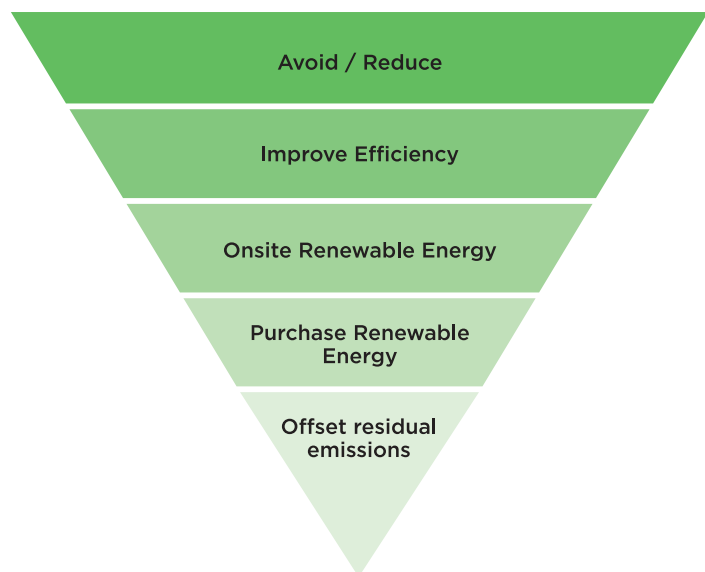 Avoid / Reduce
Improve Efficiency
Onsite Renewable Energy
Purchase Renewable
Energy
Offset residual
emissions